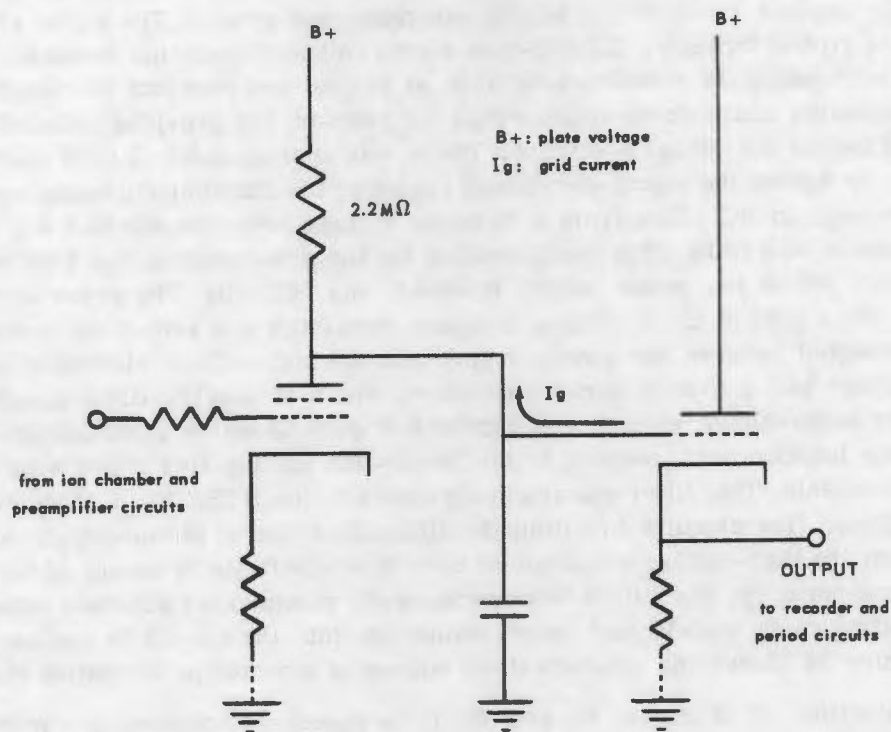 B+
B+
B+: plate voltage
Ig: grid current
2.2MΩ
Ig
from ion chamber and
preamplifier circuits
OUTPUT
to recorder and
period circuits